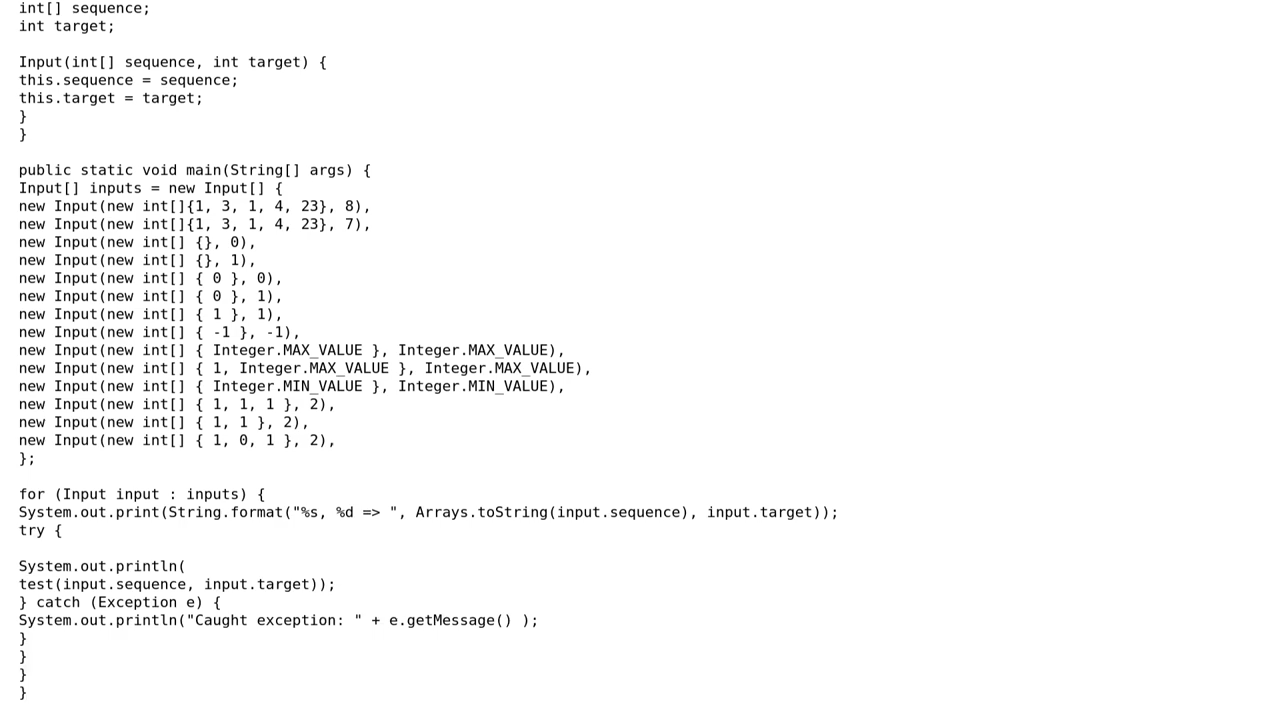 int[] sequence;
int target;

Input(int[] sequence, int target) {
this.sequence = sequence;
this.target = target;
}
}

public static void main(String[] args) {
Input[] inputs = new Input[] {
new Input(new int[]{1, 3, 1, 4, 23}, 8),
new Input(new int[]{1, 3, 1, 4, 23}, 7),
new Input(new int[] {}, 0),
new Input(new int[] {}, 1),
new Input(new int[] { 0 }, 0),
new Input(new int[] { 0 }, 1),
new Input(new int[] { 1 }, 1),
new Input(new int[] { -1 }, -1),
new Input(new int[] { Integer.MAX_VALUE }, Integer.MAX_VALUE),
new Input(new int[] { 1, Integer.MAX_VALUE }, Integer.MAX_VALUE),
new Input(new int[] { Integer.MIN_VALUE }, Integer.MIN_VALUE),
new Input(new int[] { 1, 1, 1 }, 2),
new Input(new int[] { 1, 1 }, 2),
new Input(new int[] { 1, 0, 1 }, 2),
};

for (Input input : inputs) {
System.out.print(String.format("%s, %d => ", Arrays.toString(input.sequence), input.target));
try {

System.out.println(
test(input.sequence, input.target));
} catch (Exception e) {
System.out.println("Caught exception: " + e.getMessage() );
}
}
}
}